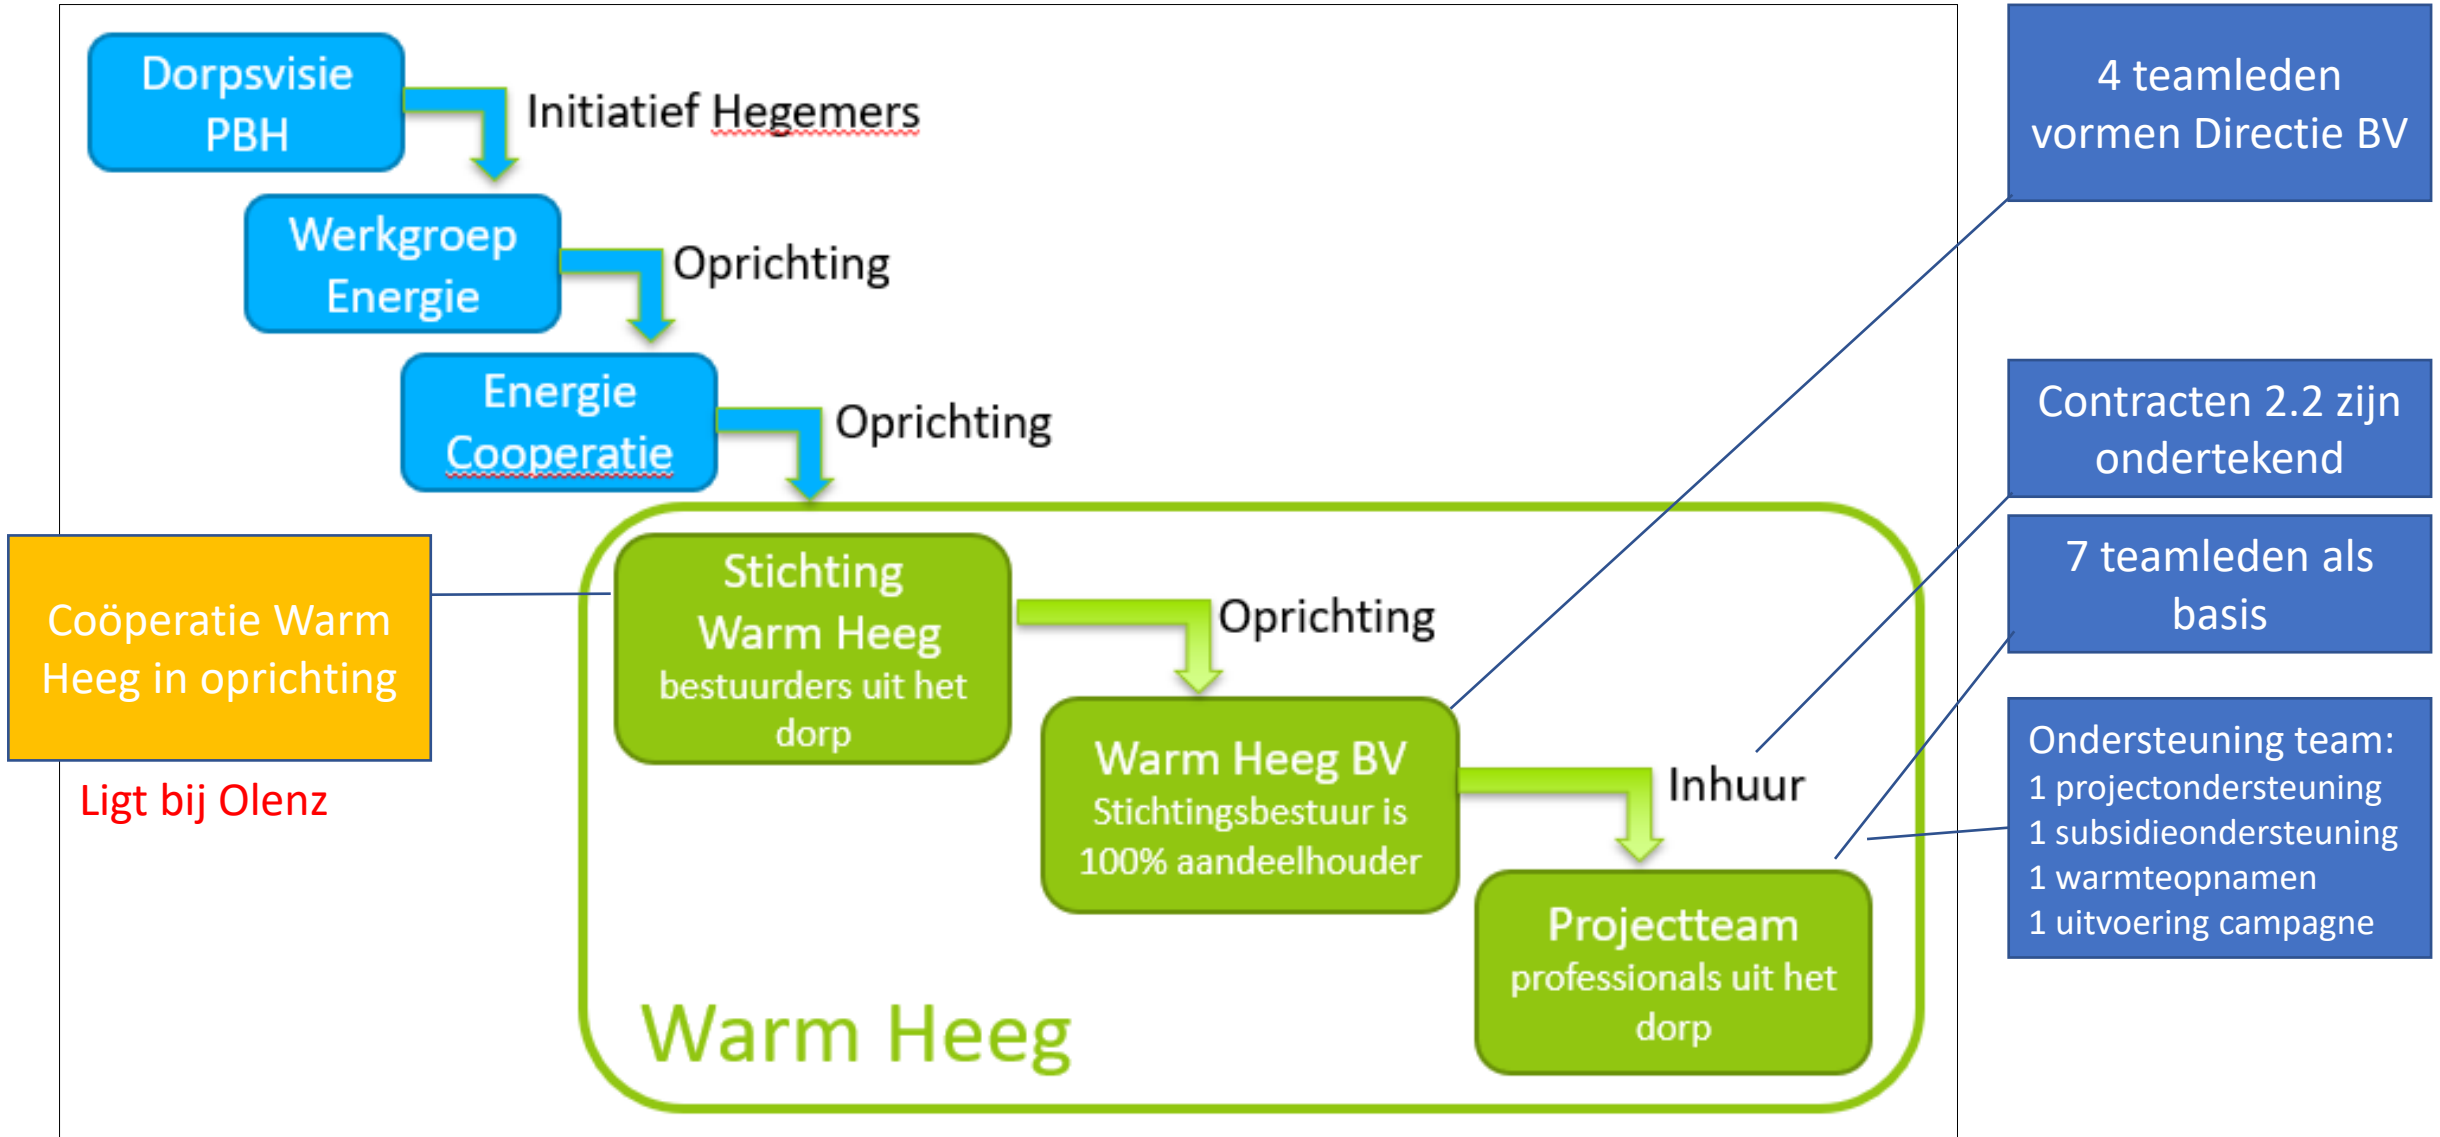 Dorpsvisie
PBH
Initiatief Hegemers
Werkgroep
Energie
Oprichting
Energie
Cooperatie
Oprichting
Coöperatie Warm
Heeg in oprichting
Ligt bij Olenz
Stichting
Warm Heeg
bestuurders uit het
dorp
Oprichting
Warm Heeg BV
Stichtingsbestuur is
100% aandeelhouder
Inhuur
Projectteam
professionals uit het
dorp
Warm Heeg
4 teamleden
vormen Directie BV
Contracten 2.2 zijn
ondertekend
7 teamleden als
basis
Ondersteuning team:
1 projectondersteuning
1 subsidieondersteuning
1 warmteopnamen
1 uitvoering campagne